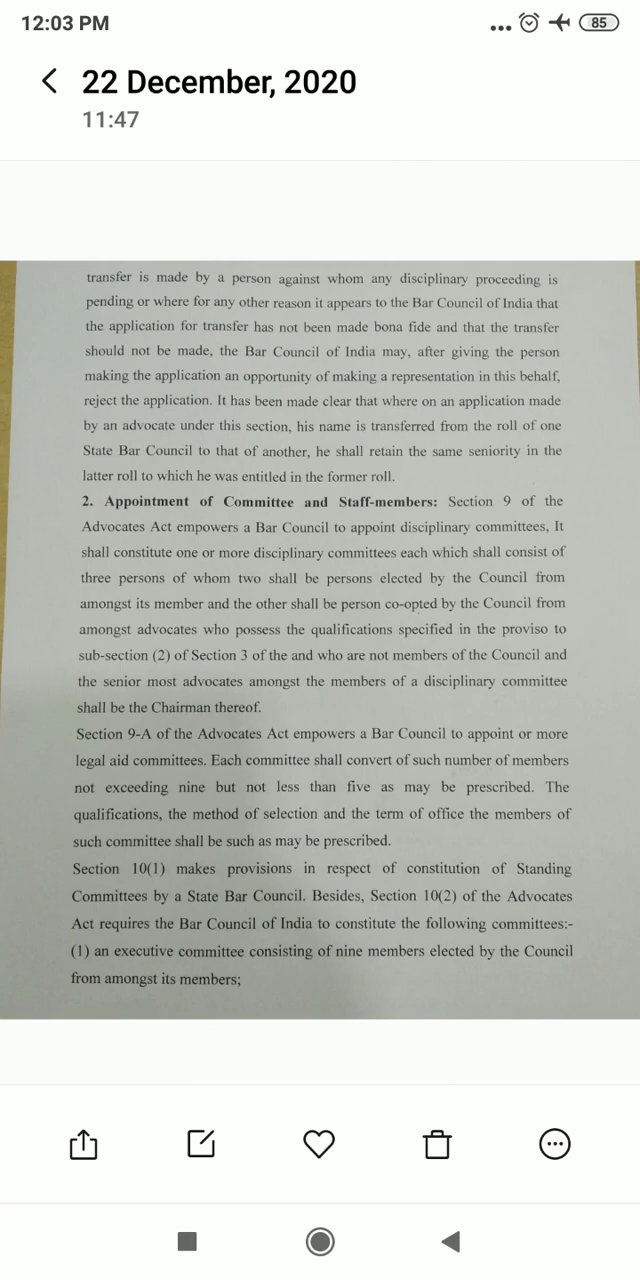 12:03 PM
85
22 December, 2020
11:47
transfer is made by a person against whom any disciplinary proceeding is
pending or where for any other reason it appears to the Bar Council of India that
the application for transfer has not been made bona fide and that the transfer
should not be made, the Bar Council of India may, after giving the person
making the application an opportunity of making a representation in this behalf,
reject the application. It has been made clear that where on an application made
by an advocate under this section, his name is transferred from the roll of one
State Bar Council to that of another, he shall retain the same seniority in the
latter roll to which he was entitled in the former roll.
2. Appointment of Committee and Staff-members: Section 9 of the
Advocates Act empowers a Bar Council to appoint disciplinary committees, It
shall constitute one or more disciplinary committees each which shall consist of
three persons of whom two shall be persons elected by the Council from
amongst its member and the other shall be person co-opted by the Council from
amongst advocates who possess the qualifications specified in the proviso to
sub-section (2) of Section 3 of the and who are not members of the Council and
the senior most advocates amongst the members of a disciplinary committee
shall be the Chairman thereof.
Section 9-A of the Advocates Act empowers a Bar Council to appoint or more
legal aid committees. Each committee shall convert of such number of members
not exceeding nine but not less than five as may be prescribed. The
qualifications, the method of selection and the term of office the members of
such committee shall be such as may be prescribed.
Section 10(1) makes provisions in respect of constitution of Standing
Committees by a State Bar Council. Besides, Section 10(2) of the Advocates
Act requires the Bar Council of India to constitute the following committees:-
(1) an executive committee consisting of nine members elected by the Council
from amongst its members;